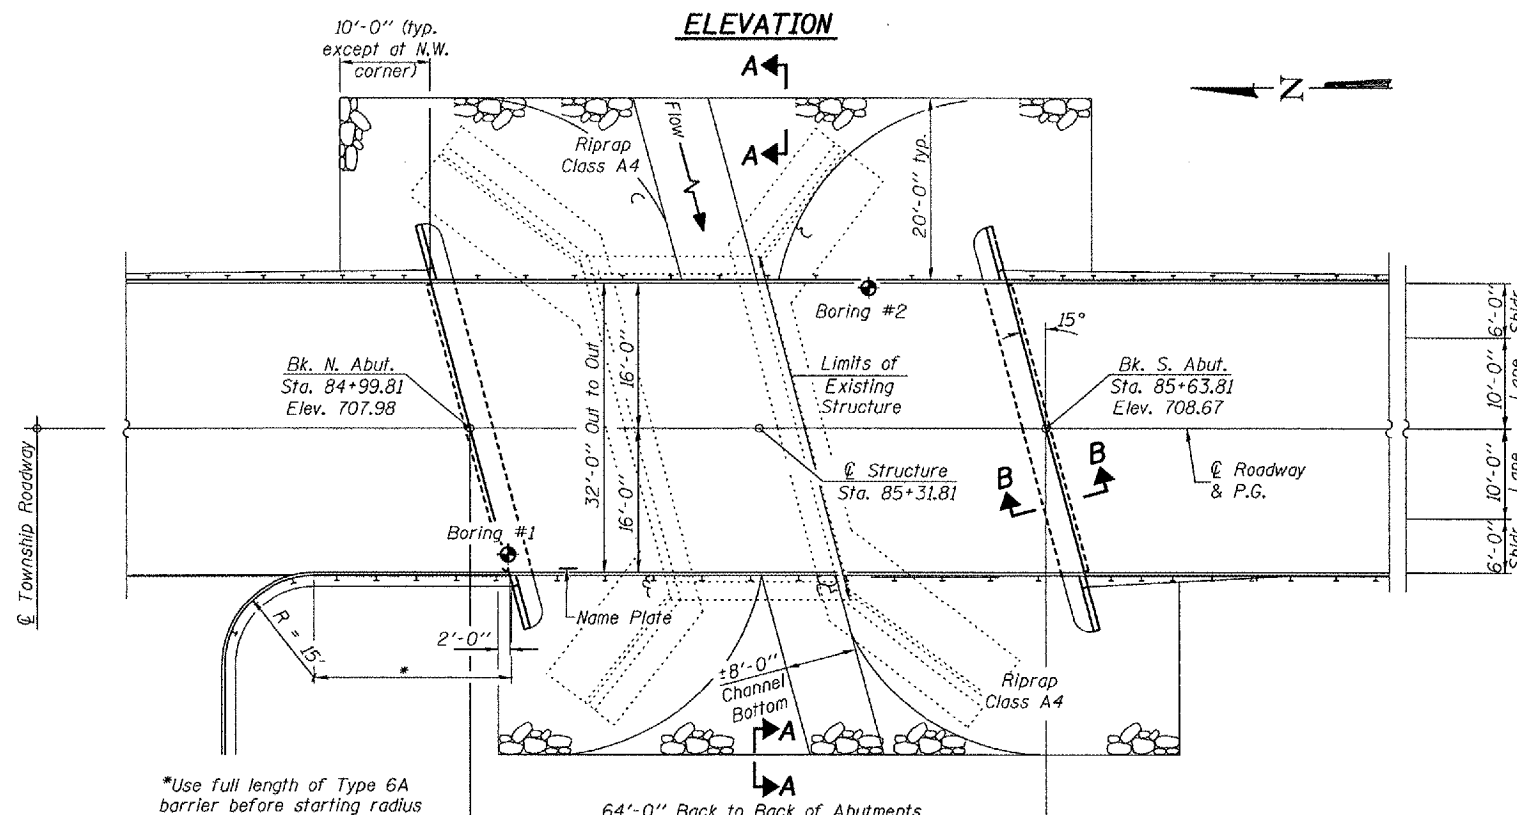 ELEVATION
10'-0" (typ.
except at N.W.
corner)
A
N
Flow
Riprap
Class A4
A
20'-0" typ.
Boring #2
15°
6'-0"
Shldr.
Bk. N. Abut.
Sta. 84+99.81
Elev. 707.98
32'-0" Out to Out
16'-0"
Limits of
Existing
Structure
Bk. S. Abut.
Sta. 85+63.81
Elev. 708.67
10'-0"
Lane
℄ Township Roadway
16'-0"
℄ Structure
Sta. 85+31.81
B
B
℄ Roadway
& P.G.
10'-0"
Lane
Boring #1
6'-0"
Shldr.
Name Plate
2'-0"
R = 15'
*
±8'-0"
Channel
Bottom
Riprap
Class A4
A
A
*Use full length of Type 6A
barrier before starting radius
64'-0" Back to Back of Abutments